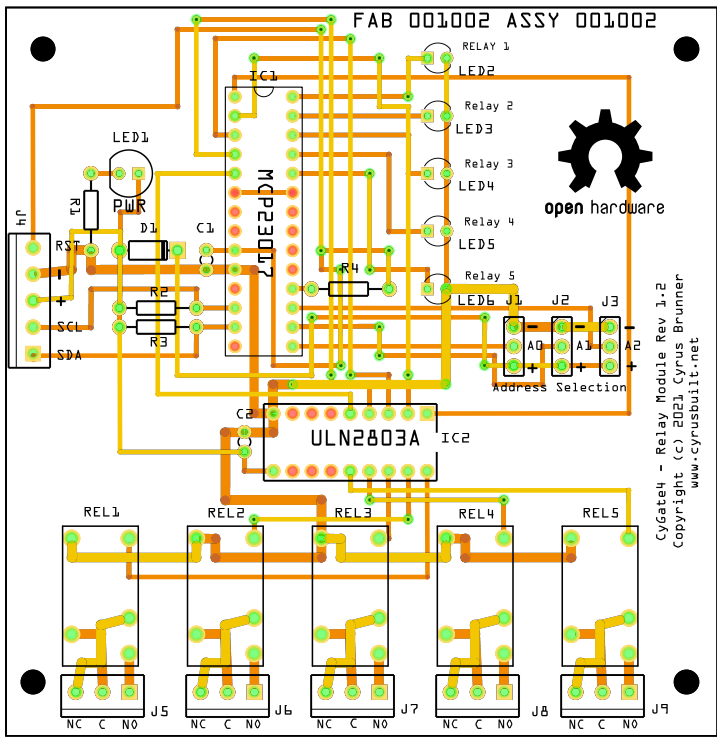 FAB 001002 ASSY 001002
RELAY 1
LED2
IC1
Relay 2
LED3
LED1
PWR
Relay 3
LED4
open hardware
MCP23017
R1
J4
RST
-
+
SCL
SDA
D1
C1
Relay 4
LED5
R4
Relay 5
LED6
J1
J2
J3
R2
R3
- - -
A0
A1
A2
+ + +
Address Selection
CyGate4 - Relay Module Rev 1.2
Copyright (c) 2021 Cyrus Brunner
www.cyrusbuilt.net
C2
ULN2803A
IC2
REL1
REL2
REL3
REL4
REL5
J5
J6
J7
J8
J9
NC C NO
NC C NO
NC C NO
NC C NO
NC C NO